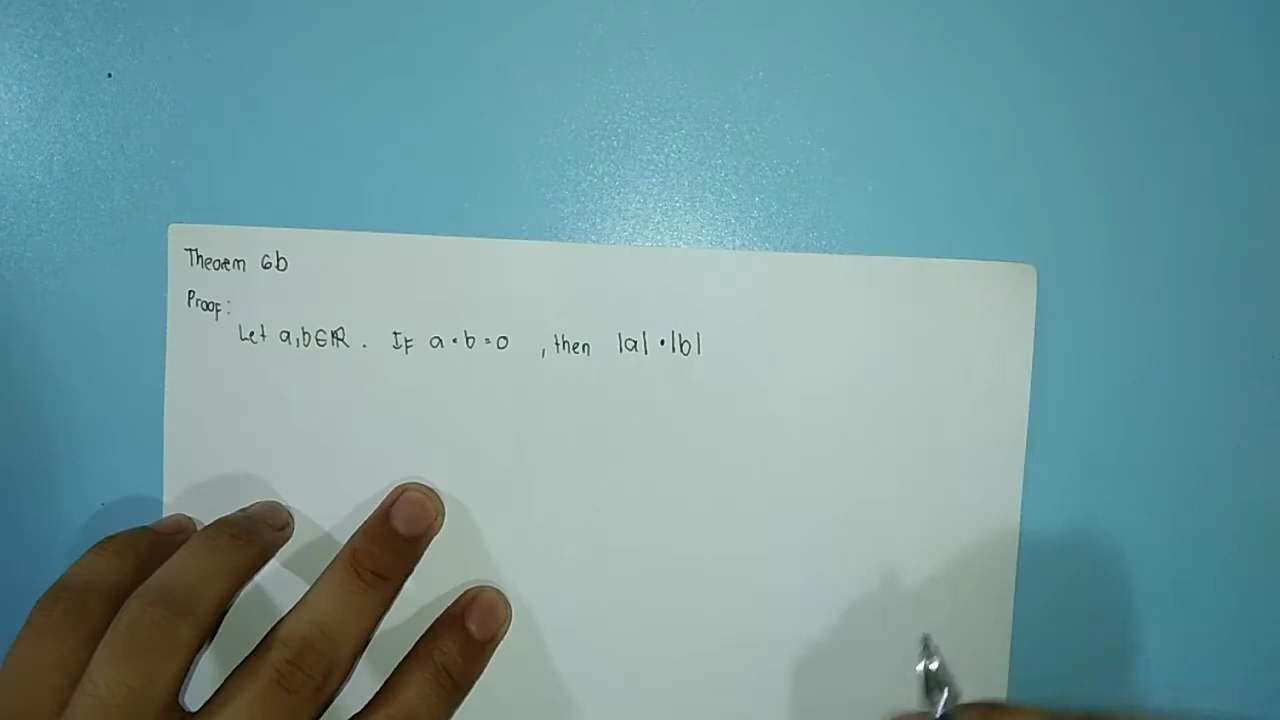 Theorem 6b
Proof:
Let a,b∈ℝ. If a·b=0 , then |a|·|b|